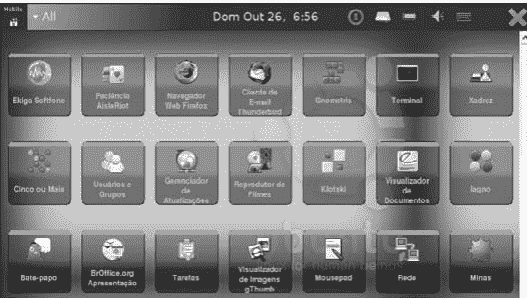 Mobile
All
Dom Out 26, 6:56
Ekiga Softfone
Paciência
AisleRiot
Navegador
Web Firefox
Cliente de
E-mail
Thunderbird
Gnometris
Terminal
Xadrez
Cinco ou Mais
Usuários e
Grupos
Gerenciador
de
Atualizações
Reprodutor de
Filmes
Klotski
Visualizador
de
Documentos
Iagno
Bate-papo
BrOffice.org
Apresentação
Tarefas
Visualizador
de Imagens
gThumb
Mousepad
Rede
Minas